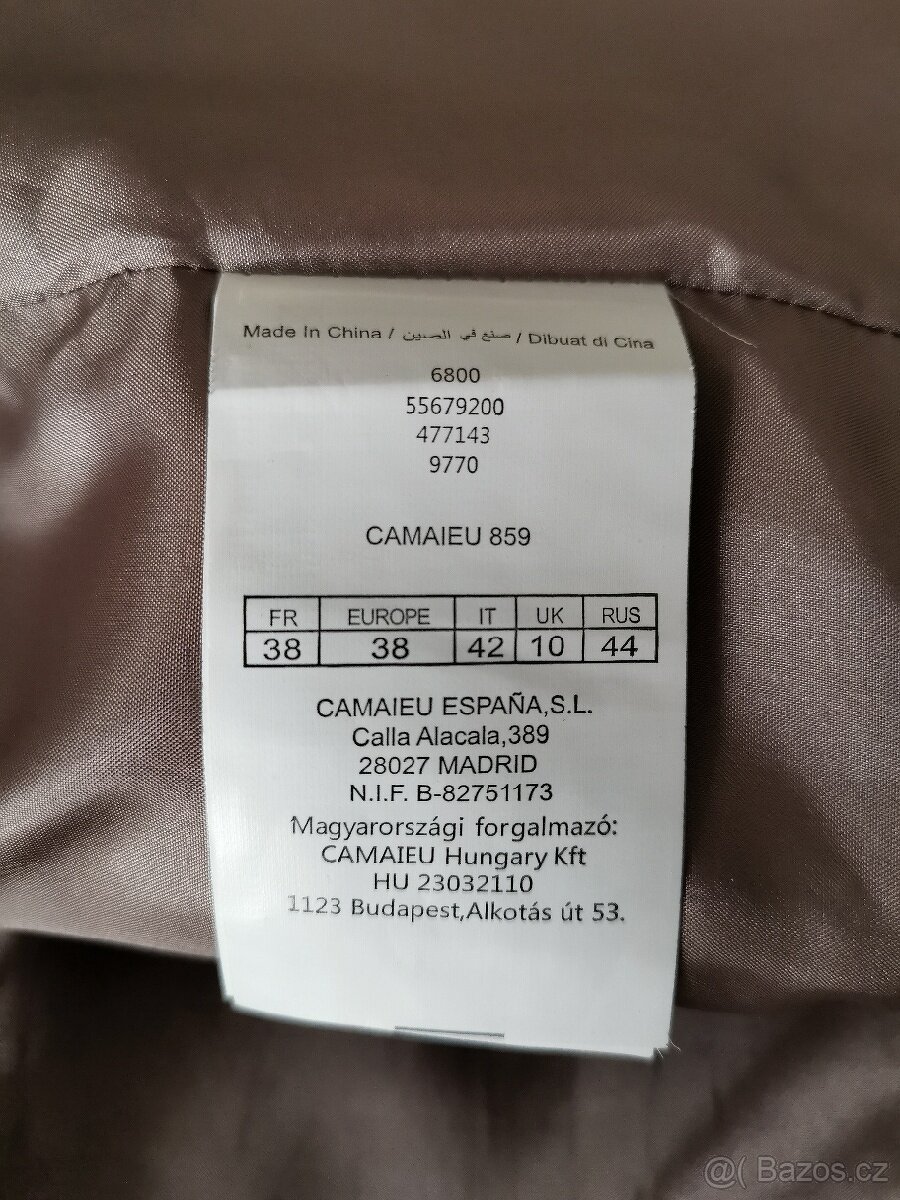 Made In China / صنع في الصين / Dibuat di Cina
6800
55679200
477143
9770
CAMAIEU 859
FR EUROPE IT UK RUS
38 38 42 10 44
CAMAIEU ESPAÑA,S.L.
Calla Alacala,389
28027 MADRID
N.I.F. B-82751173
Magyarországi forgalmazó:
CAMAIEU Hungary Kft
HU 23032110
1123 Budapest,Alkotás út 53.
@( Bazos.cz